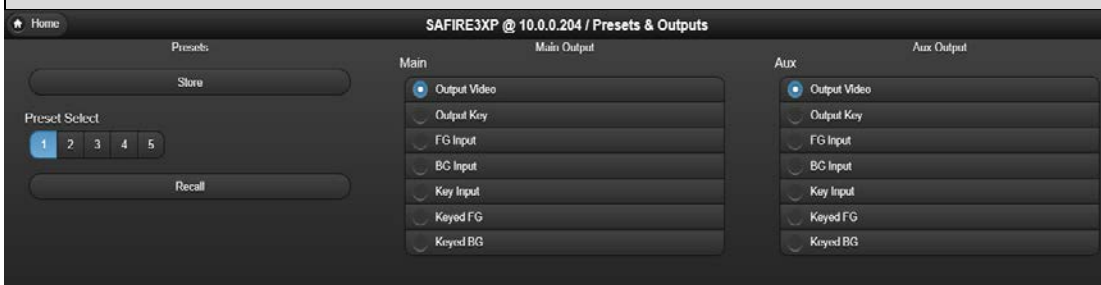 Home
SAFIRE3XP @ 10.0.0.204 / Presets & Outputs
Presets
Store
Preset Select
1 2 3 4 5
Recall
Main Output
Main
Output Video
Output Key
FG Input
BG Input
Key Input
Keyed FG
Keyed BG
Aux Output
Aux
Output Video
Output Key
FG Input
BG Input
Key Input
Keyed FG
Keyed BG